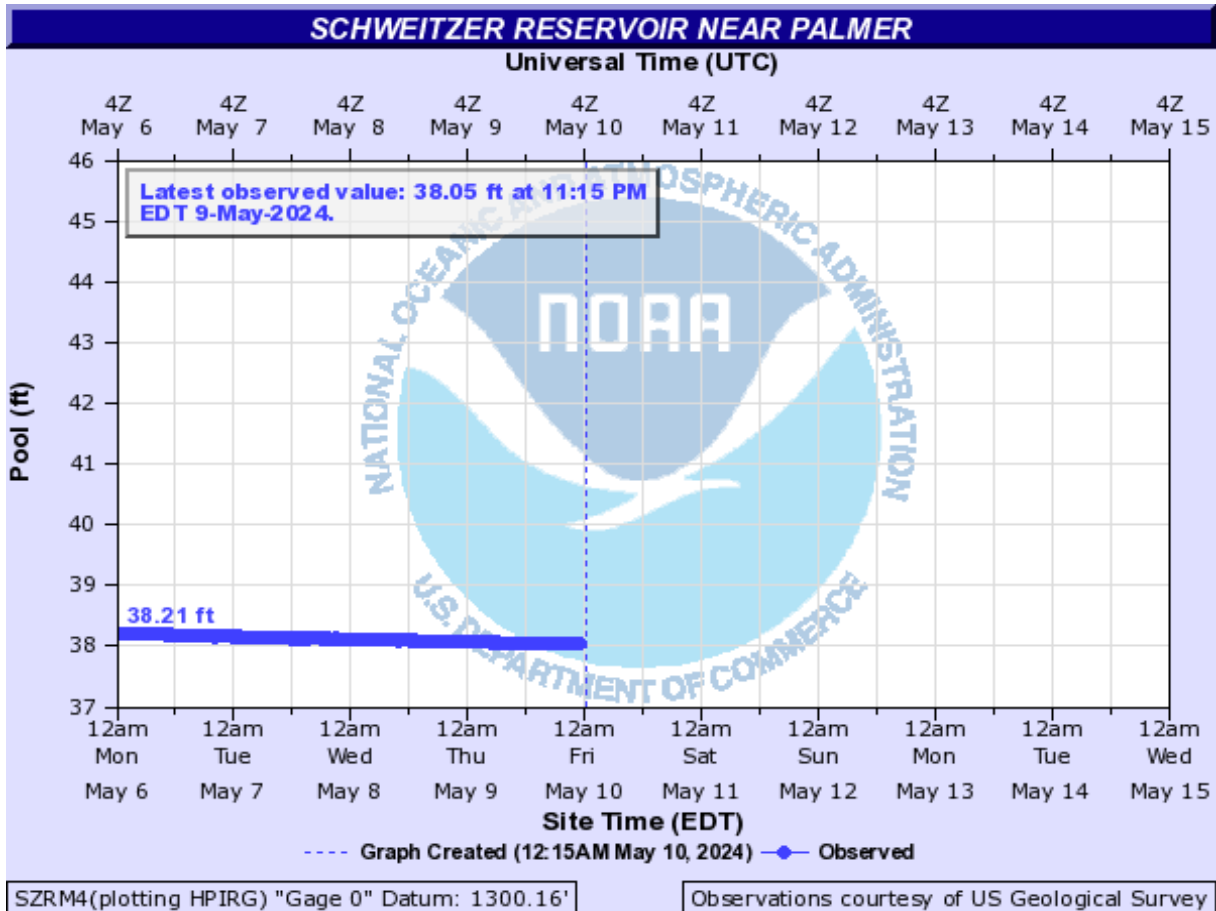 SCHWEITZER RESERVOIR NEAR PALMER
Universal Time (UTC)
4Z 4Z 4Z 4Z 4Z 4Z 4Z 4Z 4Z 4Z
May 6 May 7 May 8 May 9 May 10 May 11 May 12 May 13 May 14 May 15
Latest observed value: 38.05 ft at 11:15 PM
EDT 9-May-2024.
NATIONAL OCEANIC AND ATMOSPHERIC ADMINISTRATION
NOAA
U.S. DEPARTMENT OF COMMERCE
Pool (ft)
46
45
44
43
42
41
40
39
38
37
38.21 ft
12am 12am 12am 12am 12am 12am 12am 12am 12am 12am
Mon Tue Wed Thu Fri Sat Sun Mon Tue Wed
May 6 May 7 May 8 May 9 May 10 May 11 May 12 May 13 May 14 May 15
Site Time (EDT)
Graph Created (12:15AM May 10, 2024) Observed
SZRM4(plotting HPIRG) "Gage 0" Datum: 1300.16'
Observations courtesy of US Geological Survey